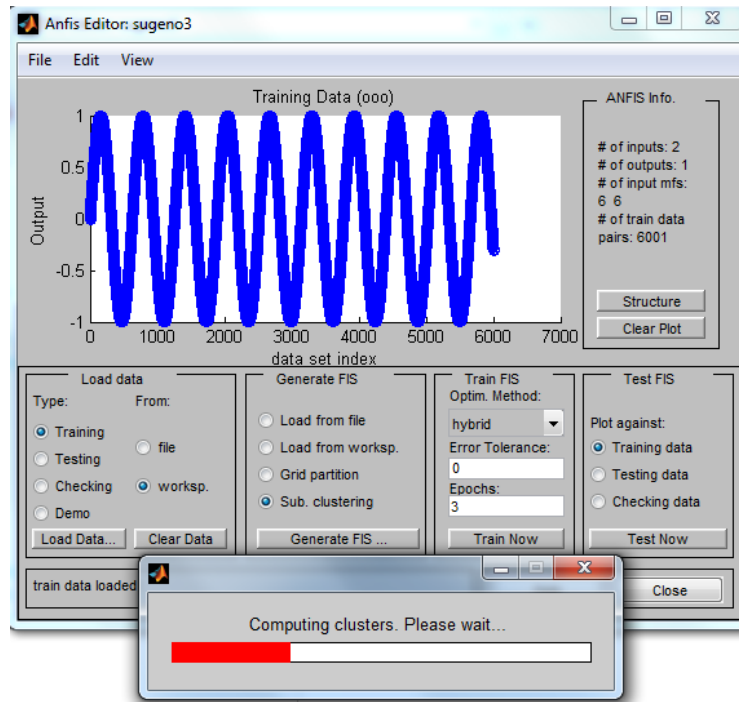 Anfis Editor: sugeno3
File Edit View
Training Data (ooo)
1
0.5
0
-0.5
-1
Output
0 1000 2000 3000 4000 5000 6000 7000
data set index
ANFIS Info.
# of inputs: 2
# of outputs: 1
# of input mfs:
6 6
# of train data
pairs: 6001
Structure
Clear Plot
Load data
Type: From:
Training
Testing
Checking
Demo
file
worksp.
Load Data... Clear Data
Generate FIS
Load from file
Load from worksp.
Grid partition
Sub. clustering
Generate FIS ...
Train FIS
Optim. Method:
hybrid
Error Tolerance:
0
Epochs:
3
Train Now
Test FIS
Plot against:
Training data
Testing data
Checking data
Test Now
train data loaded
Close
Computing clusters. Please wait...